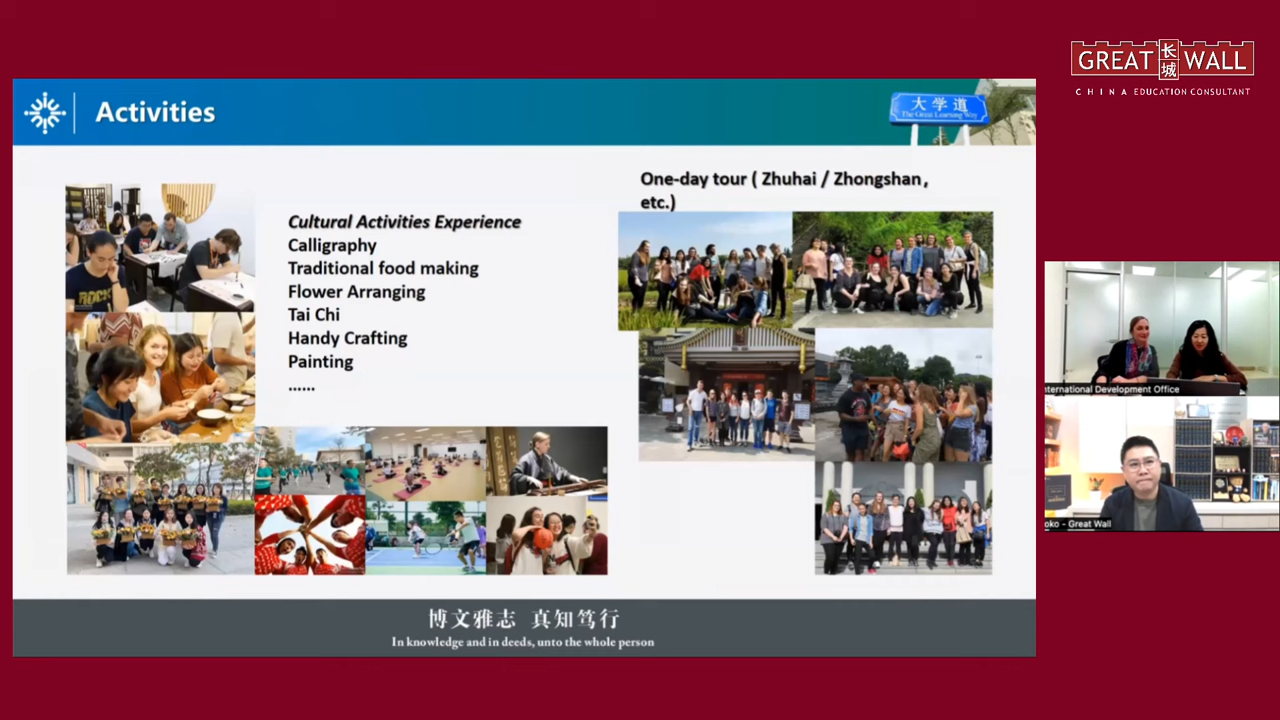 Activities
大学道
The Great Learning Way
GREAT 长城 WALL
CHINA EDUCATION CONSULTANT
One-day tour ( Zhuhai / Zhongshan,
etc.)
Cultural Activities Experience
Calligraphy
Traditional food making
Flower Arranging
Tai Chi
Handy Crafting
Painting
......
ROCK
International Development Office
oko - Great Wall
博文雅志 真知笃行
In knowledge and in deeds, unto the whole person